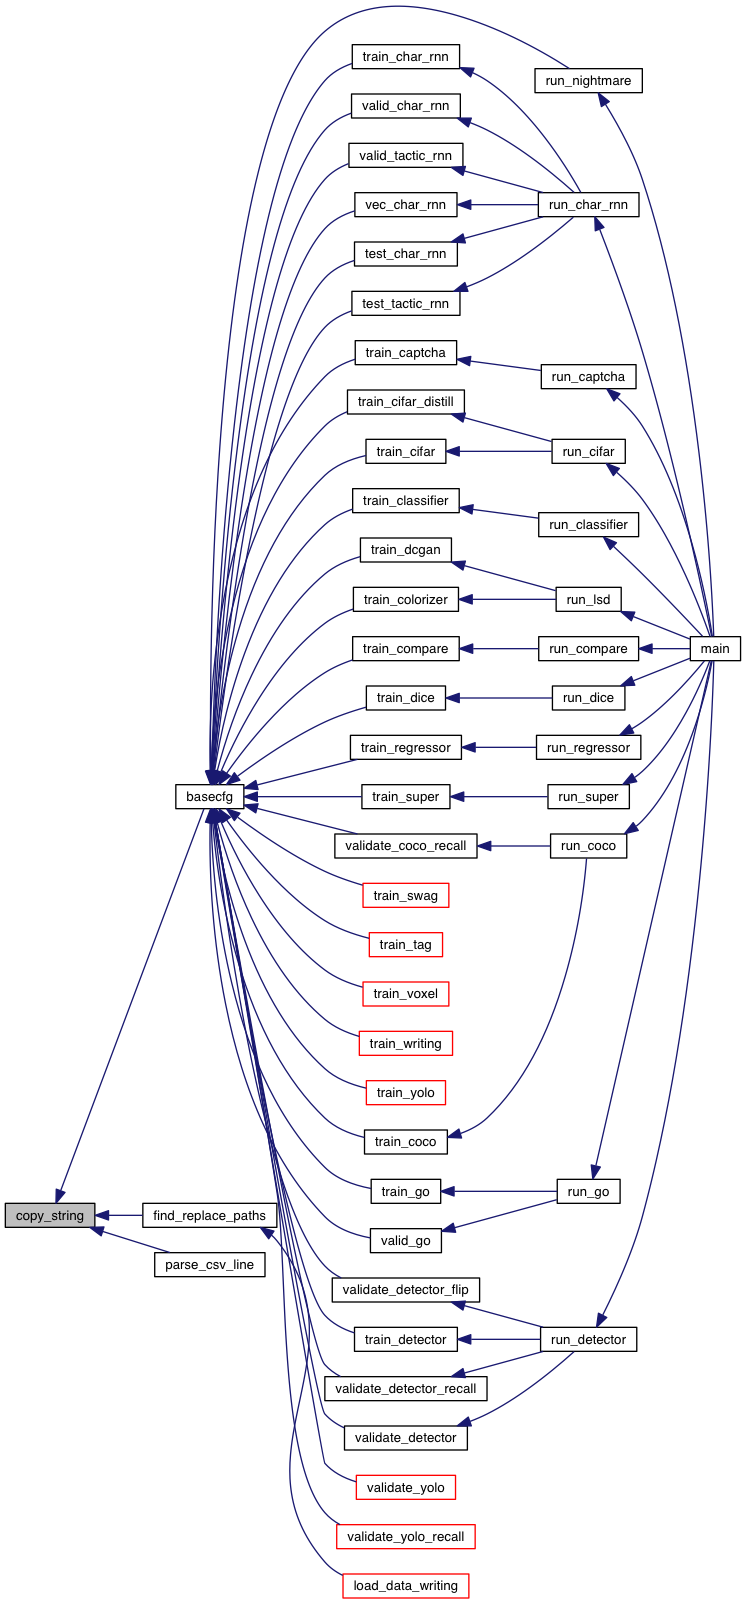 train_char_rnn
run_nightmare
valid_char_rnn
valid_tactic_rnn
vec_char_rnn
run_char_rnn
test_char_rnn
test_tactic_rnn
train_captcha
run_captcha
train_cifar_distill
train_cifar
run_cifar
train_classifier
run_classifier
train_dcgan
train_colorizer
run_lsd
train_compare
run_compare
main
train_dice
run_dice
train_regressor
run_regressor
basecfg
train_super
run_super
validate_coco_recall
run_coco
train_swag
train_tag
train_voxel
train_writing
train_yolo
train_coco
train_go
run_go
copy_string
find_replace_paths
valid_go
parse_csv_line
validate_detector_flip
train_detector
run_detector
validate_detector_recall
validate_detector
validate_yolo
validate_yolo_recall
load_data_writing